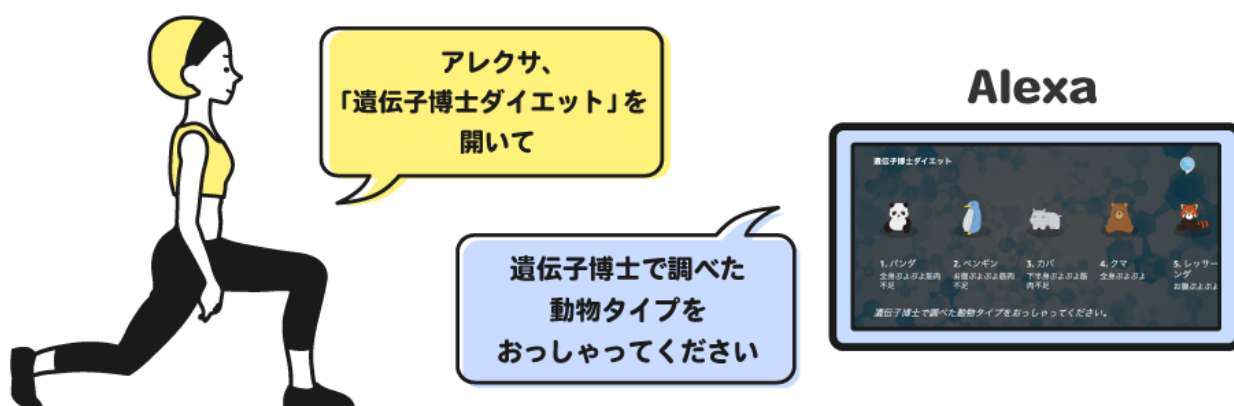 アレクサ、
「遺伝子博士ダイエット」を
開いて
遺伝子博士で調べた
動物タイプを
おっしゃってください
Alexa
遺伝子博士ダイエット
1. パンダ
全身ぷよぷよ筋肉
不足
2. ペンギン
お腹ぷよぷよ筋肉
不足
3. カバ
下半身ぷよぷよ筋
肉不足
4. クマ
全身ぷよぷよ
5. レッサー
ンダ
お腹ぷよぷよ
遺伝子博士で調べた動物タイプをおっしゃってください。